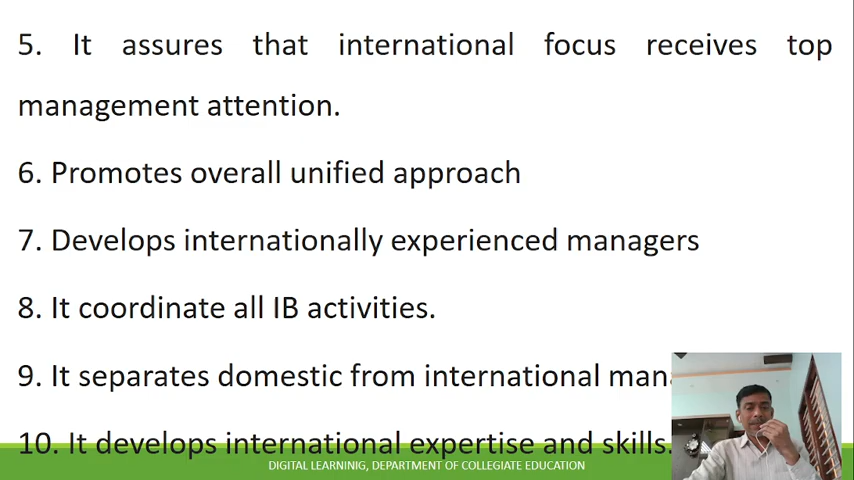 5. It assures that international focus receives top
management attention.
6. Promotes overall unified approach
7. Develops internationally experienced managers
8. It coordinate all IB activities.
9. It separates domestic from international
10. It develops international expertise and skills.
DIGITAL LEARNINIG, DEPARTMENT OF COLLEGIATE EDUCATION